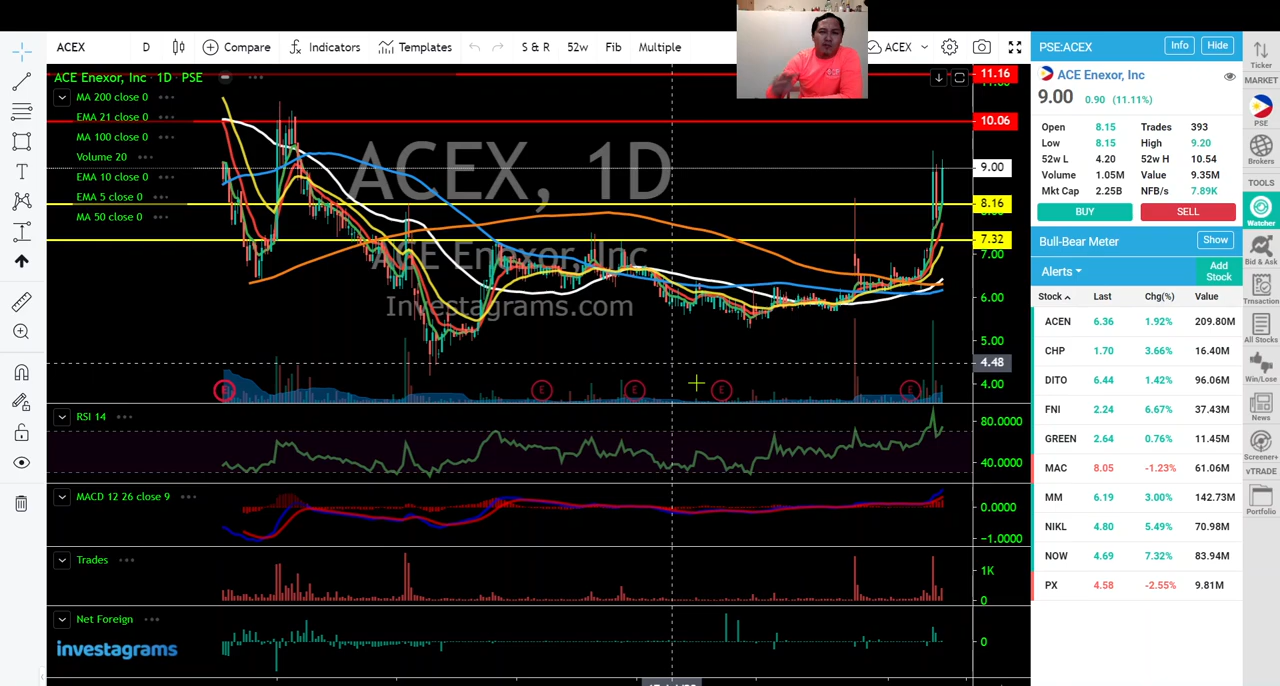 ACEX D Compare Indicators Templates S & R 52w Fib Multiple ACEX
ACE Enexor, Inc · 1D · PSE
MA 200 close 0
EMA 21 close 0
MA 100 close 0
Volume 20
EMA 10 close 0
EMA 5 close 0
MA 50 close 0
ACEX, 1D
ACE Enexor, Inc
Investagrams.com
11.16
10.06
9.00
8.16
7.32
7.00
6.00
5.00
4.48
4.00
E E E E E
RSI 14
80.0000
40.0000
MACD 12 26 close 9
0.0000
-1.0000
Trades
1K
0
Net Foreign
0
investagrams
PSE:ACEX Info Hide
ACE Enexor, Inc
9.00 0.90 (11.11%)
Open 8.15 Trades 393
Low 8.15 High 9.20
52w L 4.20 52w H 10.54
Volume 1.05M Value 9.35M
Mkt Cap 2.25B NFB/s 7.89K
BUY SELL
Bull-Bear Meter Show
Alerts Add Stock
Stock Last Chg(%) Value
ACEN 6.36 1.92% 209.80M
CHP 1.70 3.66% 16.40M
DITO 6.44 1.42% 96.06M
FNI 2.24 6.67% 37.43M
GREEN 2.64 0.76% 11.45M
MAC 8.05 -1.23% 61.06M
MM 6.19 3.00% 142.73M
NIKL 4.80 5.49% 70.98M
NOW 4.69 7.32% 83.94M
PX 4.58 -2.55% 9.81M
Ticker
MARKET
PSE
Brokers
TOOLS
Watcher
Bid & Ask
Trnsaction
All Stocks
Win/Lose
News
Screener+
vTRADE
Portfolio